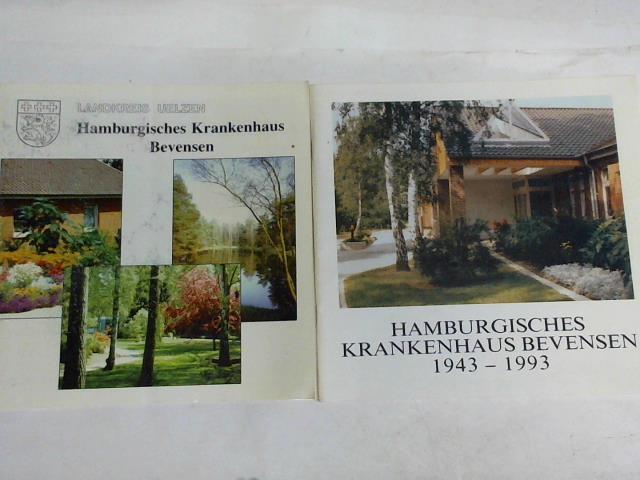 LANDKREIS UELZEN
Hamburgisches Krankenhaus
Bevensen
HAMBURGISCHES
KRANKENHAUS BEVENSEN
1943 – 1993